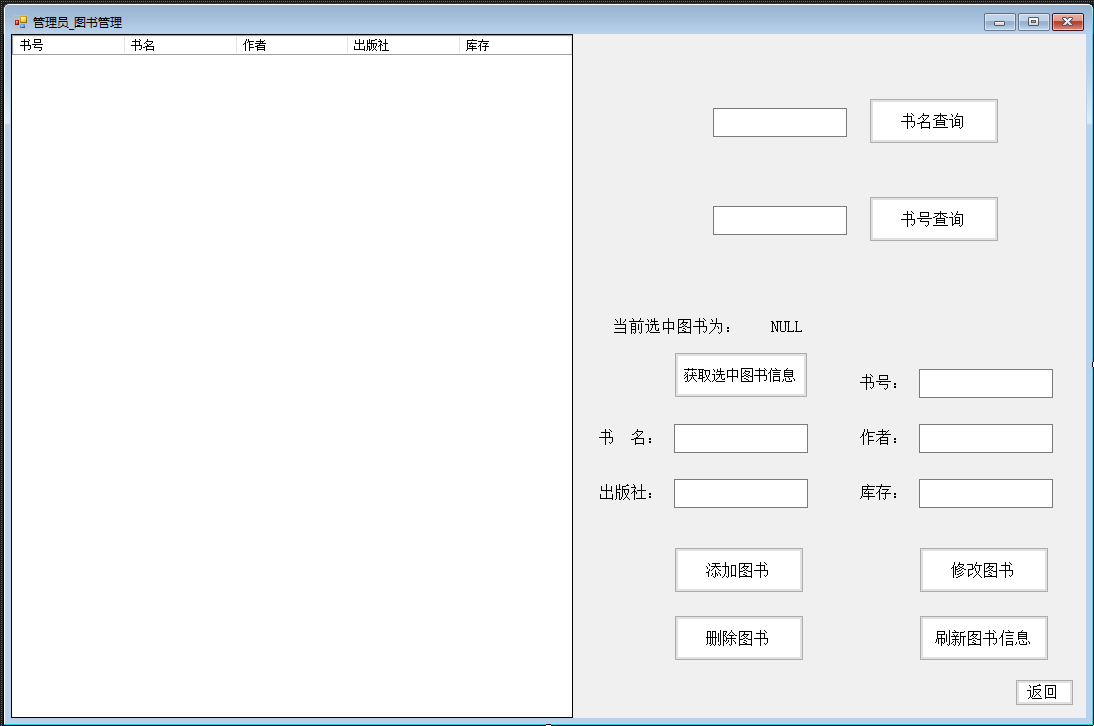 管理员_图书管理
书号 书名 作者 出版社 库存
书名查询
书号查询
当前选中图书为： NULL
获取选中图书信息 书号：
书 名： 作者：
出版社： 库存：
添加图书 修改图书
删除图书 刷新图书信息
返回